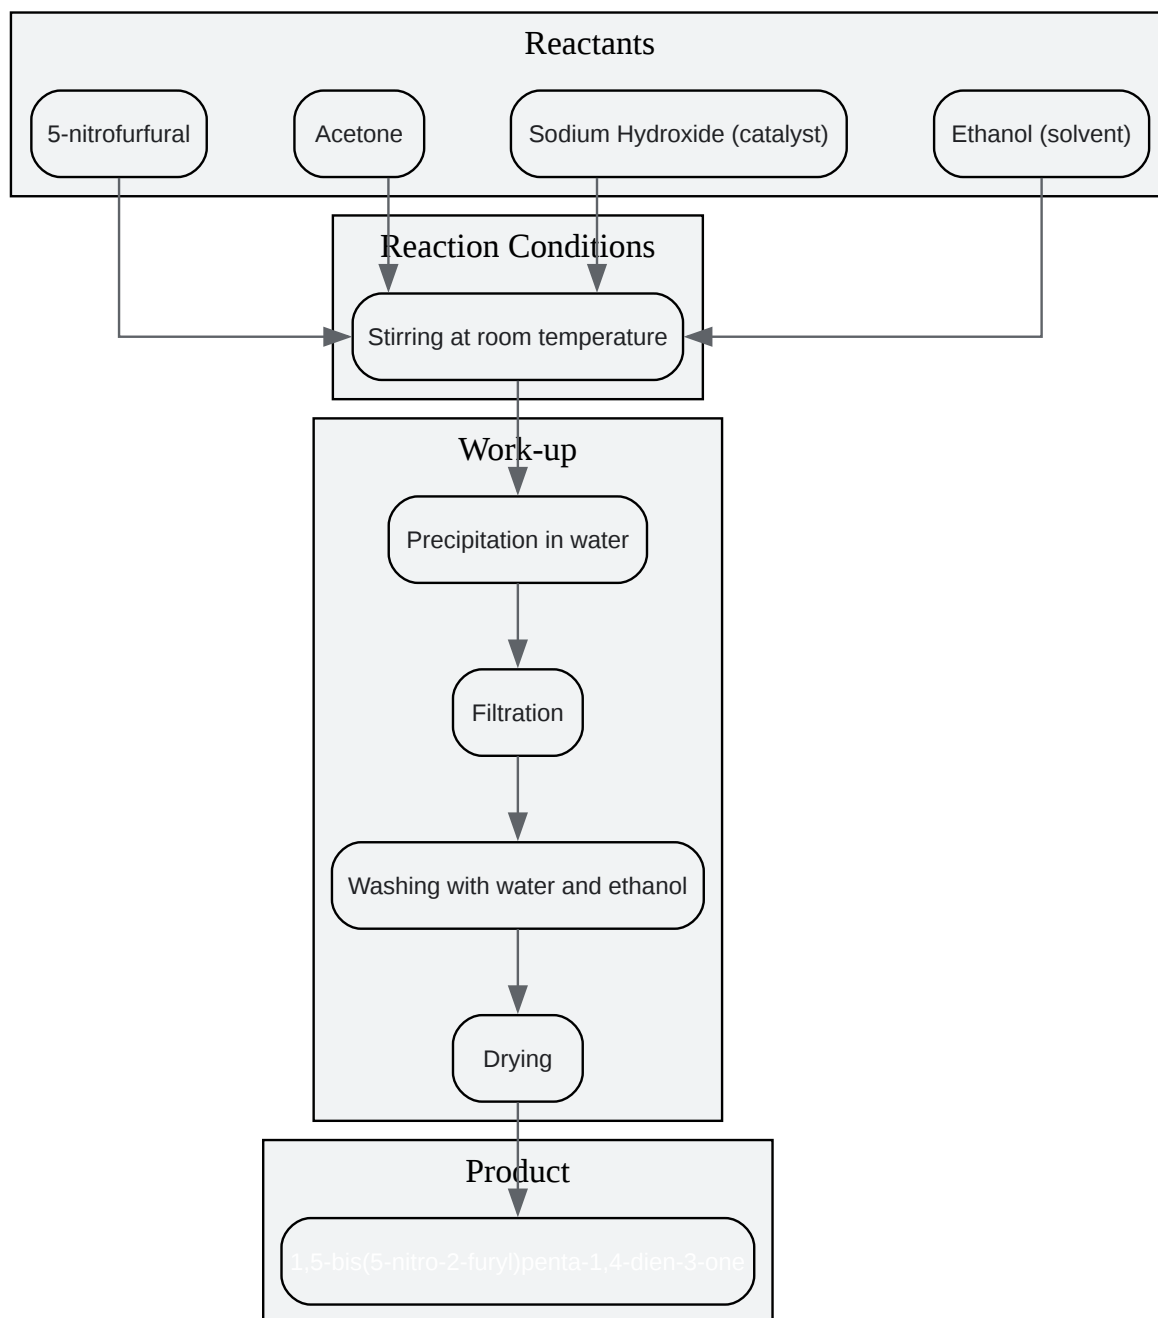 Reactants
5-nitrofurfural
Acetone
Sodium Hydroxide (catalyst)
Ethanol (solvent)
Reaction Conditions
Stirring at room temperature
Work-up
Precipitation in water
Filtration
Washing with water and ethanol
Drying
Product
1,5-bis(5-nitro-2-furyl)penta-1,4-dien-3-one